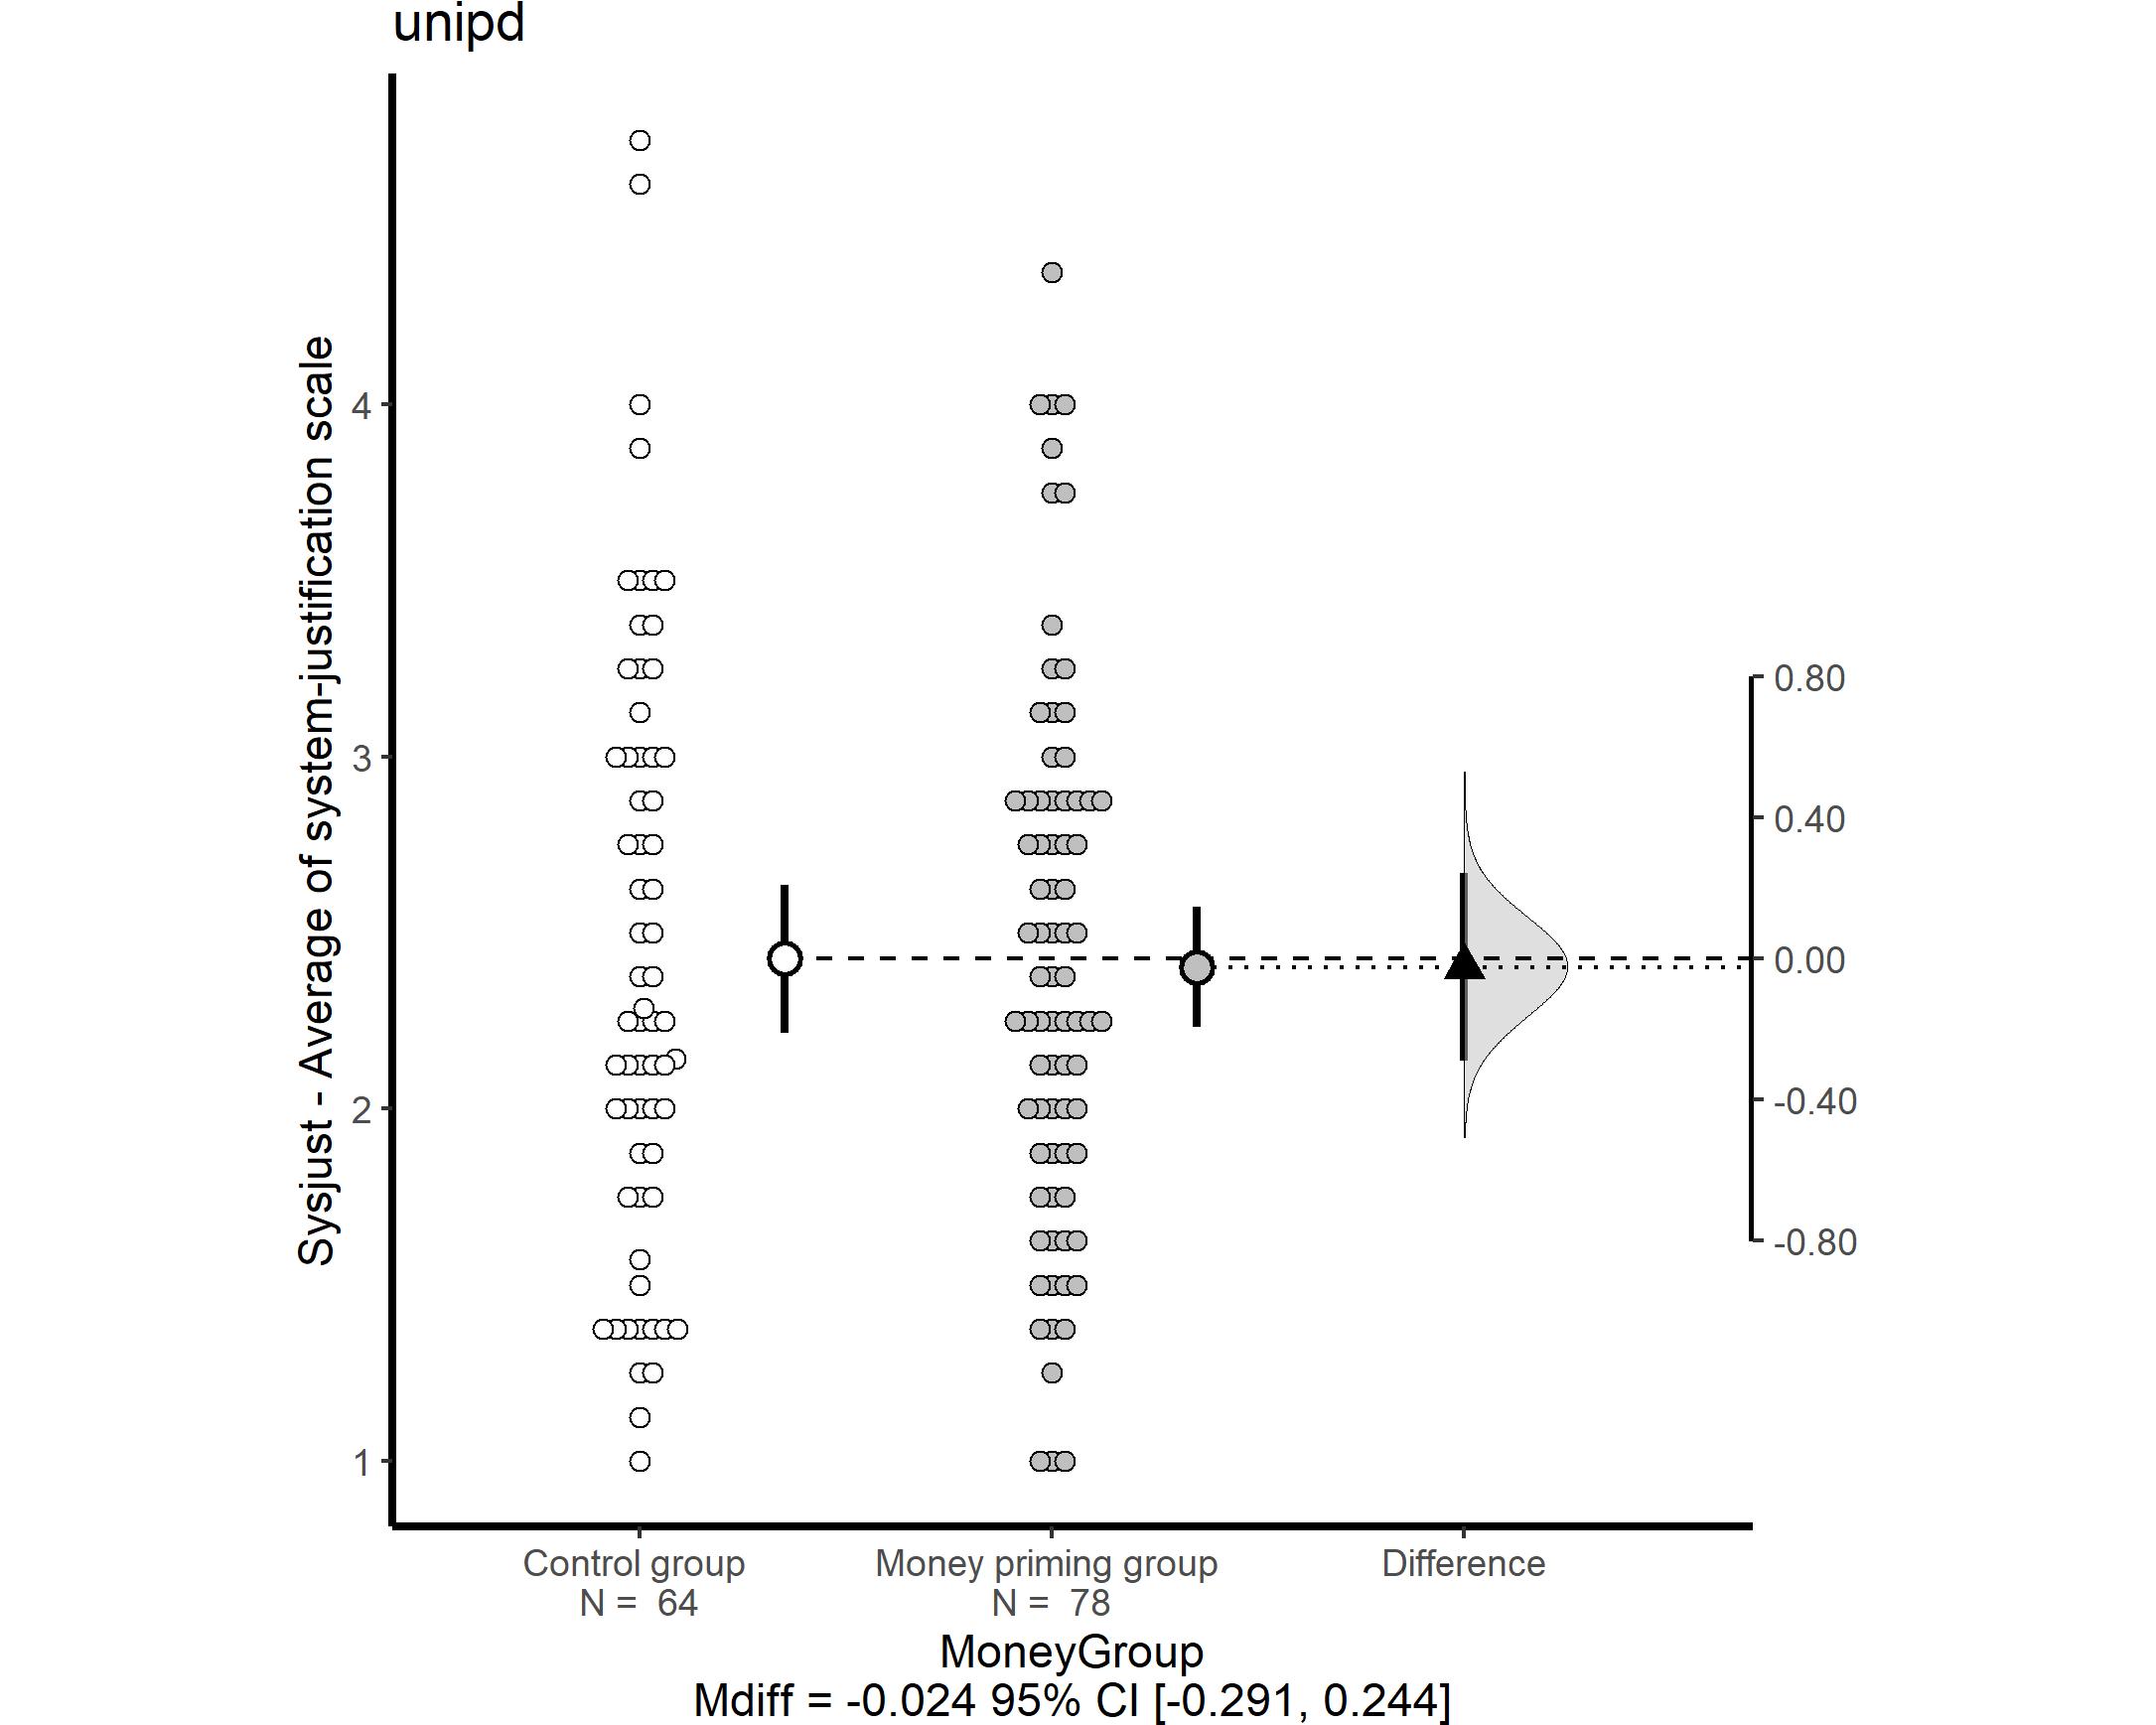 unipd
Sysjust - Average of system-justification scale
4
3
2
1
0.80
0.40
0.00
-0.40
-0.80
Control group
N =  64
Money priming group
N =  78
Difference
MoneyGroup
Mdiff = -0.024 95% CI [-0.291, 0.244]